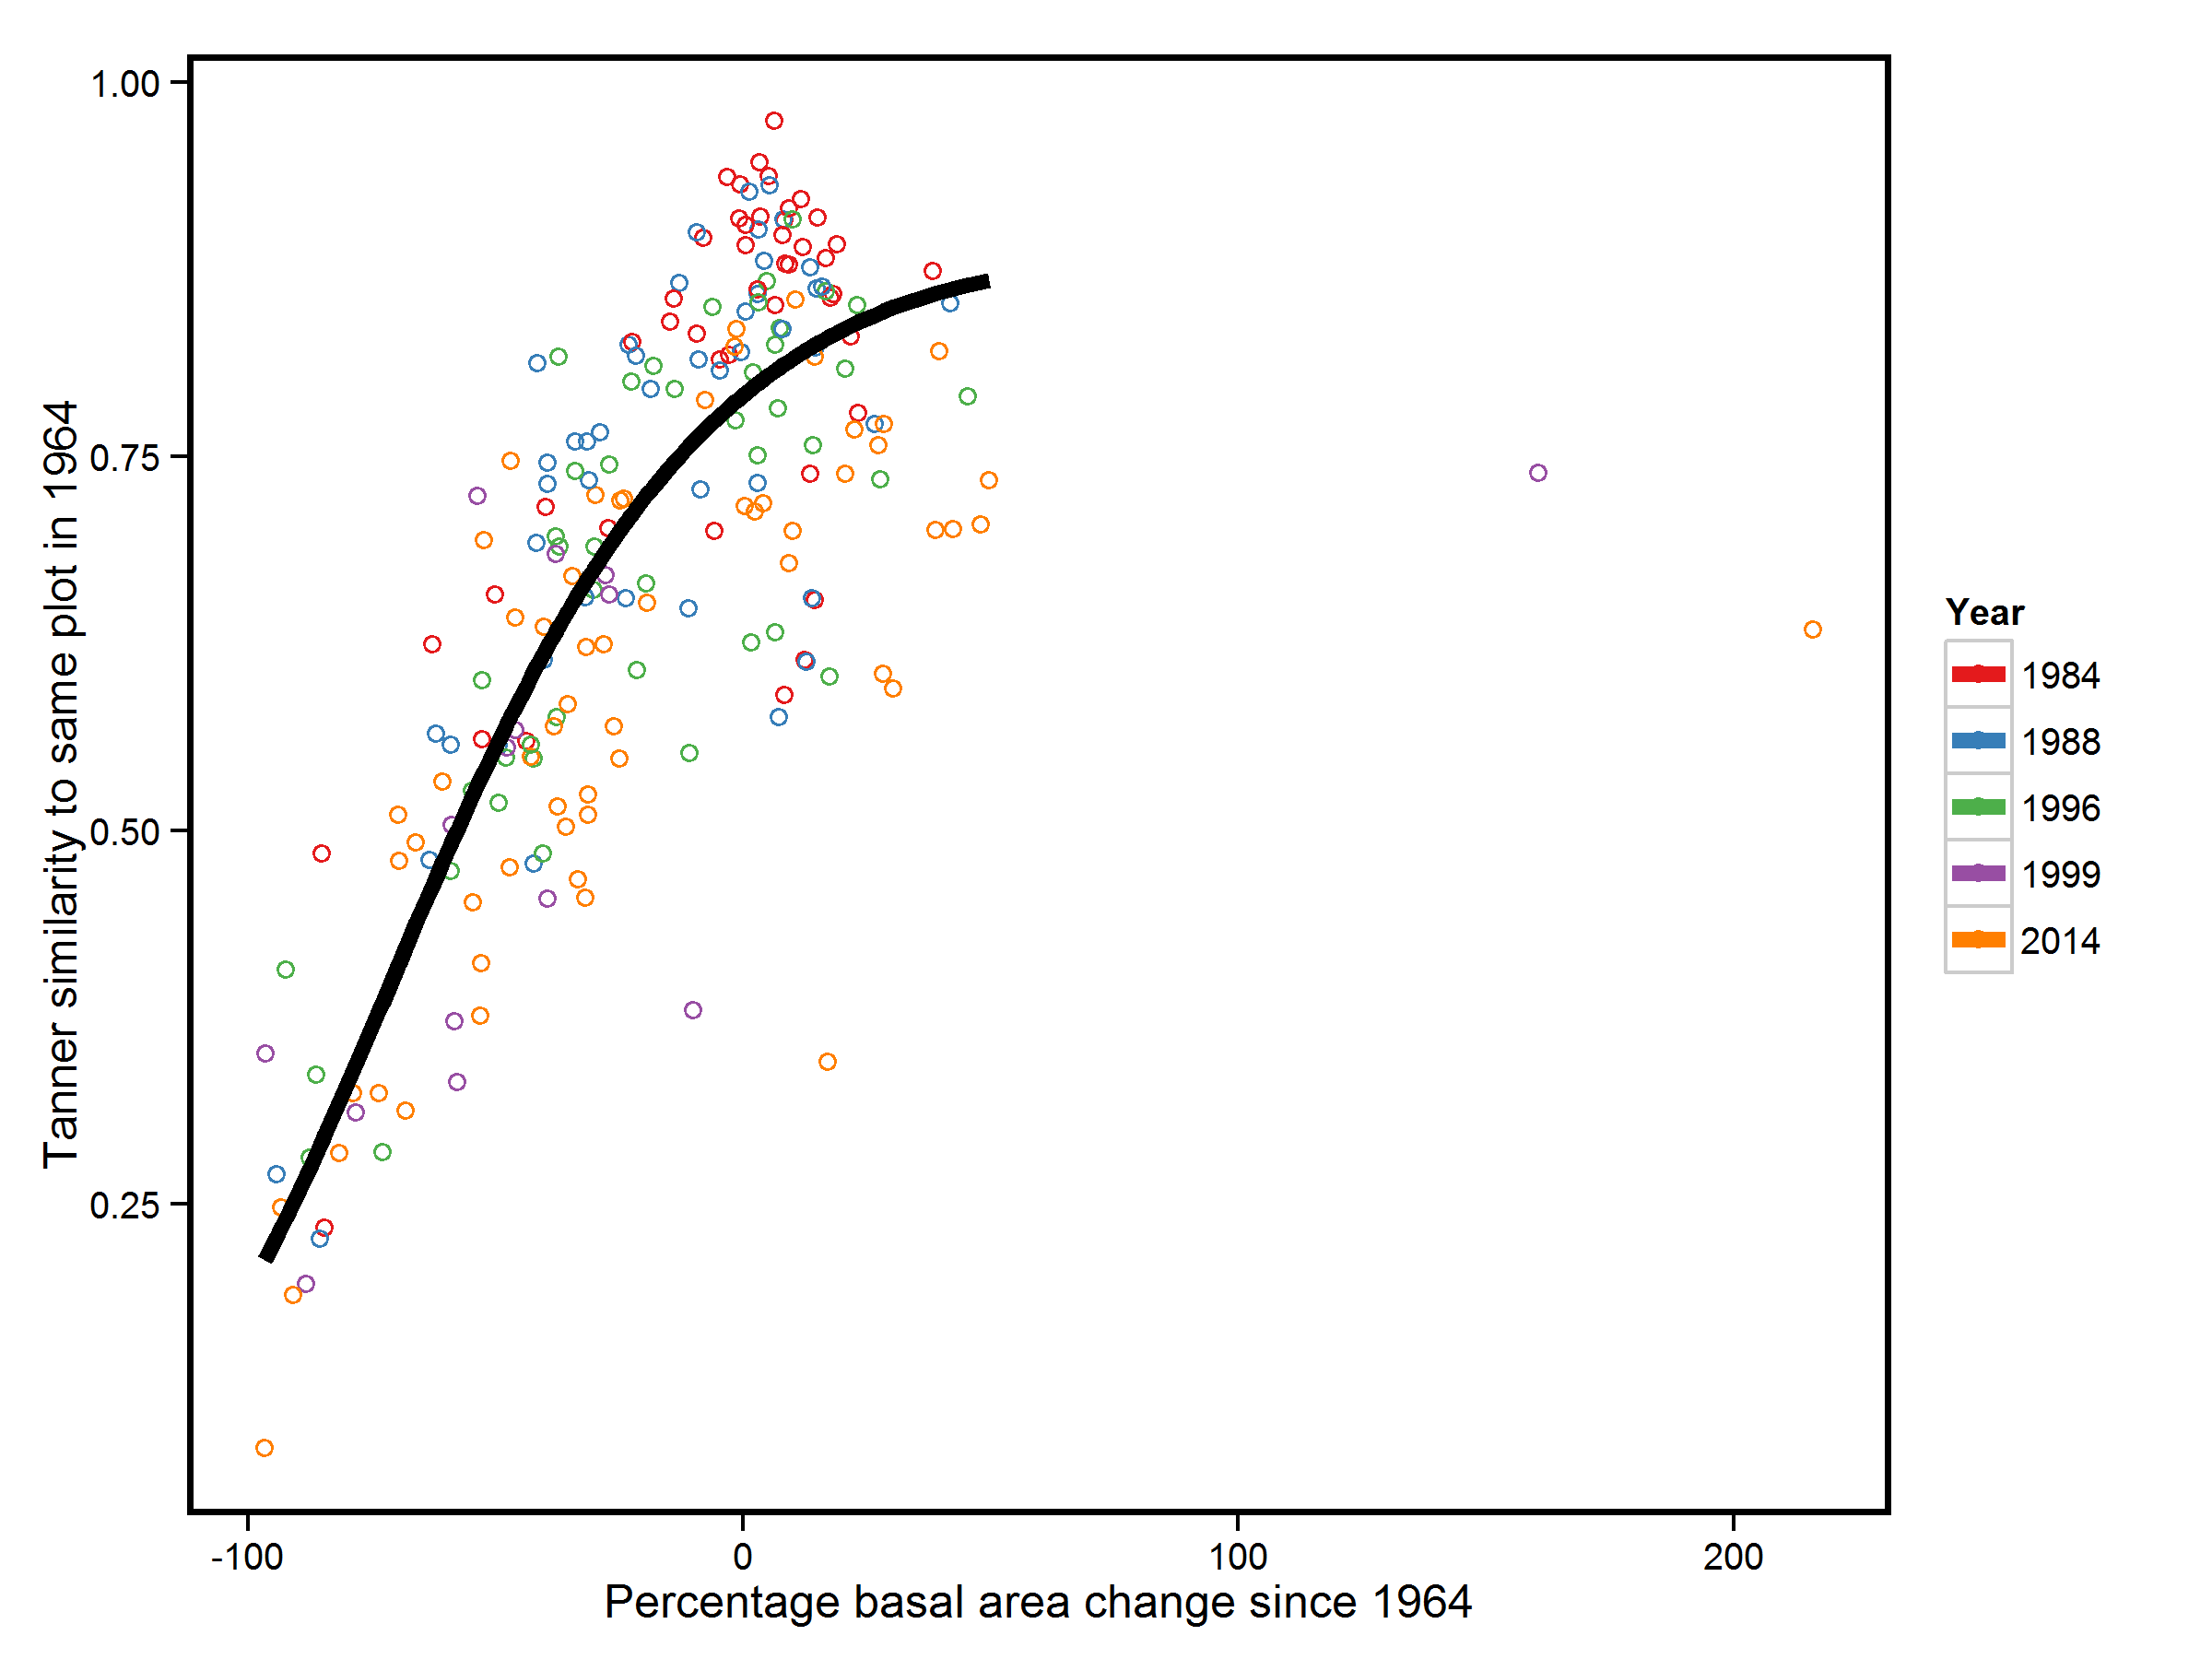 Tanner similarity to same plot in 1964
1.00
0.75
0.50
0.25
-100 0 100 200
Percentage basal area change since 1964
Year
1984
1988
1996
1999
2014